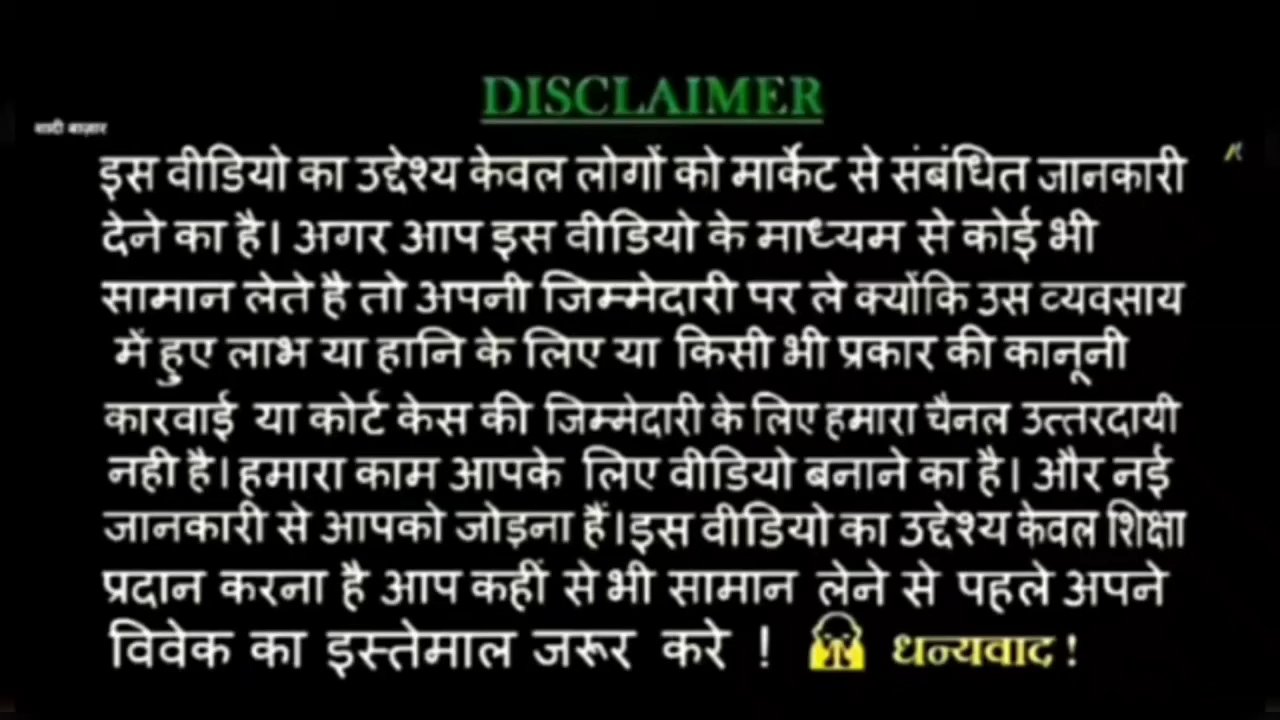 DISCLAIMER
शादी बाज़ार
इस वीडियो का उद्देश्य केवल लोगों को मार्केट से संबंधित जानकारी
देने का है। अगर आप इस वीडियो के माध्यम से कोई भी
सामान लेते है तो अपनी जिम्मेदारी पर ले क्योंकि उस व्यवसाय
में हुए लाभ या हानि के लिए या किसी भी प्रकार की कानूनी
कारवाई या कोर्ट केस की जिम्मेदारी के लिए हमारा चैनल उत्तरदायी
नही है। हमारा काम आपके लिए वीडियो बनाने का है। और नई
जानकारी से आपको जोड़ना हैं।इस वीडियो का उद्देश्य केवल शिक्षा
प्रदान करना है आप कहीं से भी सामान लेने से पहले अपने
विवेक का इस्तेमाल जरूर करे ! 🙏 धन्यवाद !